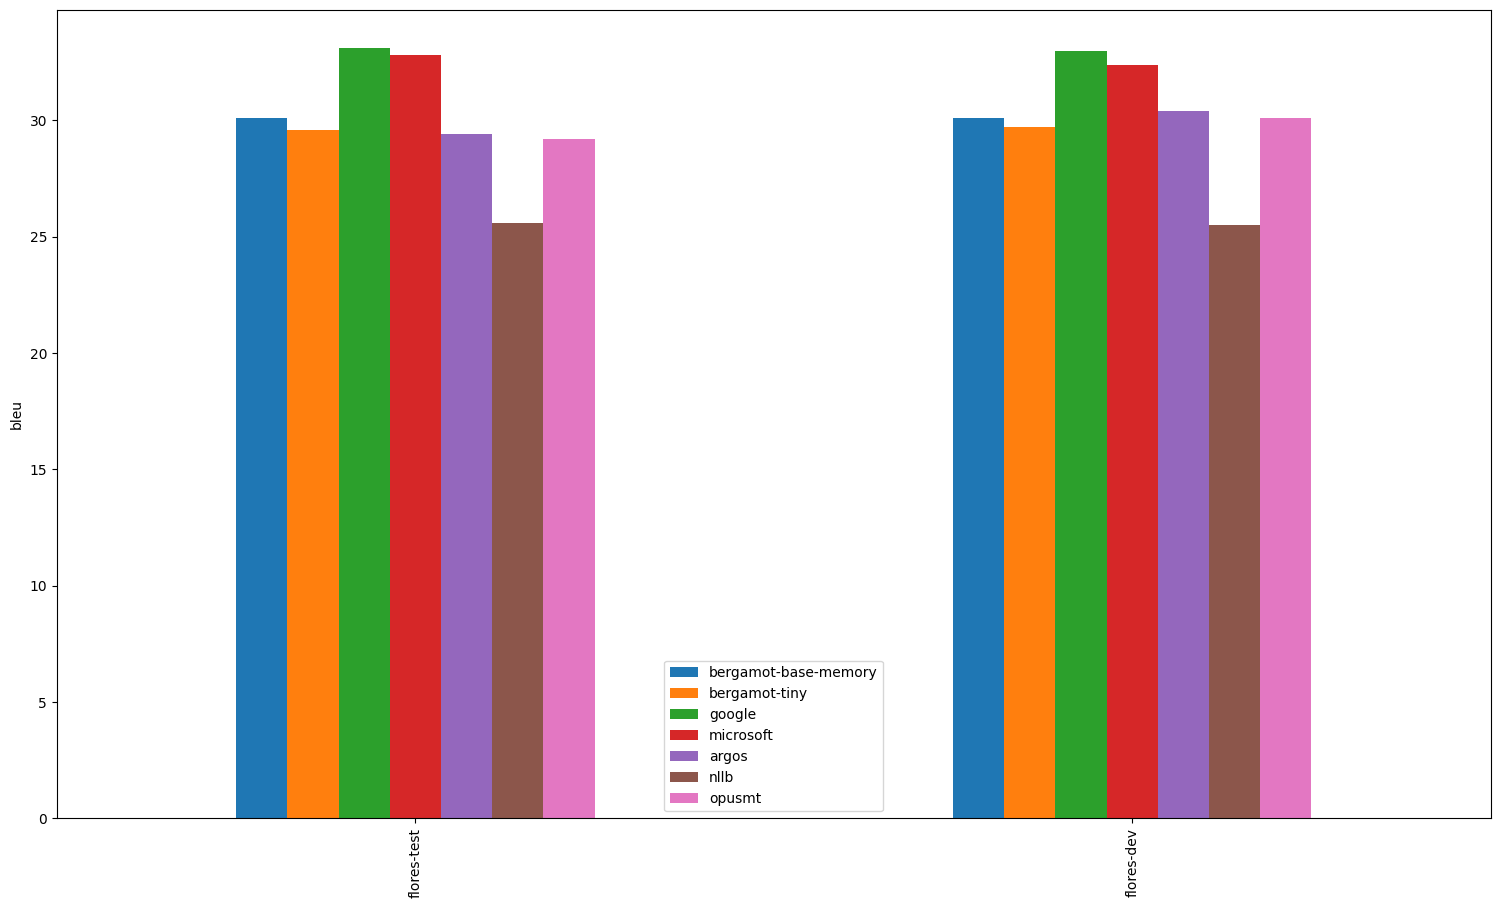 bleu
30
25
20
15
10
5
0
bergamot-base-memory
bergamot-tiny
google
microsoft
argos
nllb
opusmt
flores-test
flores-dev